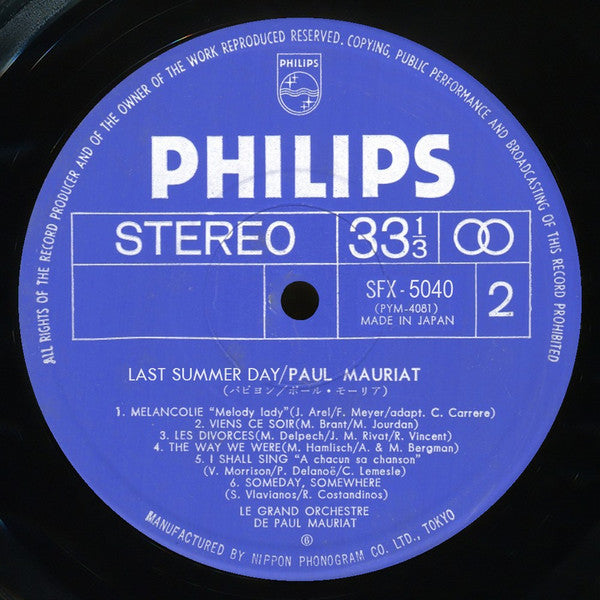 ALL RIGHTS OF THE RECORD PRODUCER AND OF THE OWNER OF THE WORK REPRODUCED RESERVED. COPYING, PUBLIC PERFORMANCE AND BROADCASTING OF THIS RECORD PROHIBITED
PHILIPS
PHILIPS
STEREO 33⅓
SFX-5040 2
(PYM-4081)
MADE IN JAPAN
LAST SUMMER DAY/PAUL MAURIAT
(パピヨン/ポール・モーリア)
1. MELANCOLIE "Melody lady"(J. Arel/F. Meyer/adapt. C. Carrere)
2. VIENS CE SOIR(M. Brant/M. Jourdan)
3. LES DIVORCES(M. Delpech/J. M. Rivat/R. Vincent)
4. THE WAY WE WERE(M. Hamlisch/A. & M. Bergman)
5. I SHALL SING "A chacun sa chanson"
(V. Morrison/P. Delanoë/C. Lemesle)
6. SOMEDAY, SOMEWHERE
(S. Vlavianos/R. Costandinos)
LE GRAND ORCHESTRE
DE PAUL MAURIAT
⑥
MANUFACTURED BY NIPPON PHONOGRAM CO. LTD., TOKYO